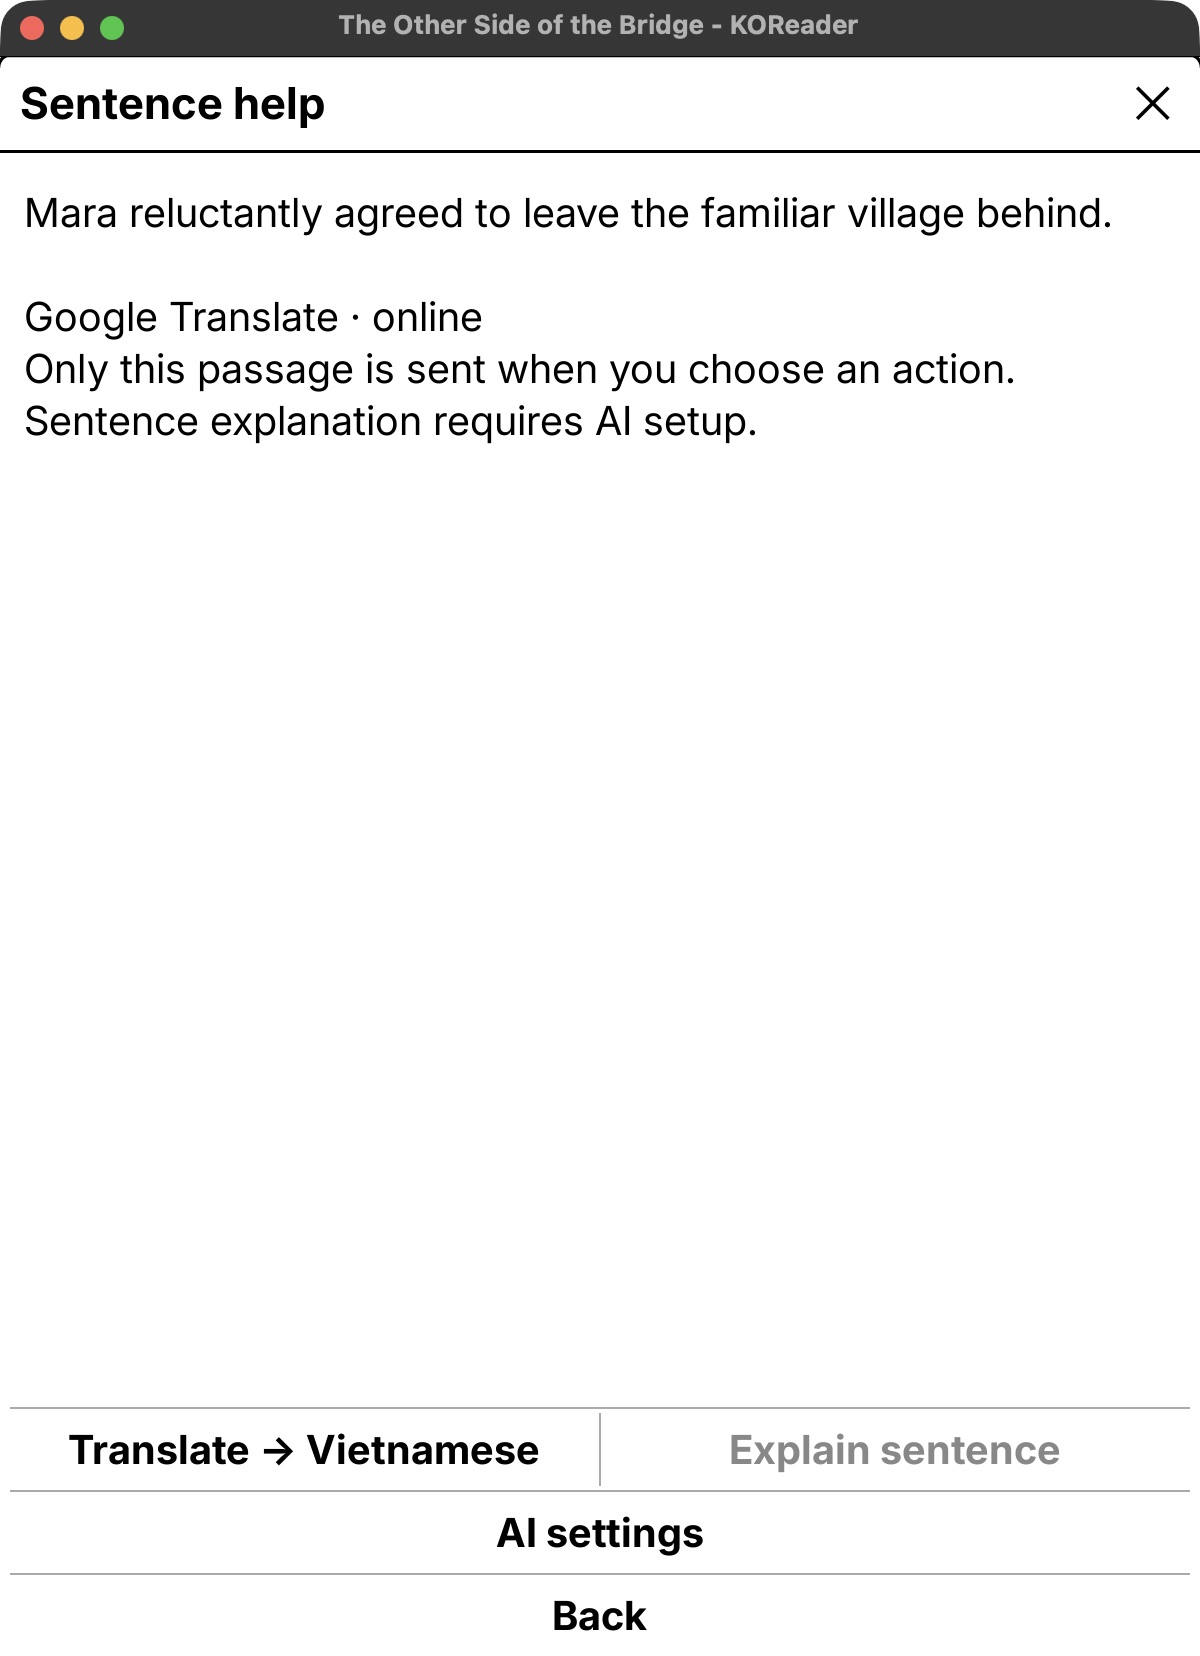 The Other Side of the Bridge - KOReader
Sentence help
Mara reluctantly agreed to leave the familiar village behind.
Google Translate · online
Only this passage is sent when you choose an action.
Sentence explanation requires AI setup.
Translate → Vietnamese
Explain sentence
AI settings
Back